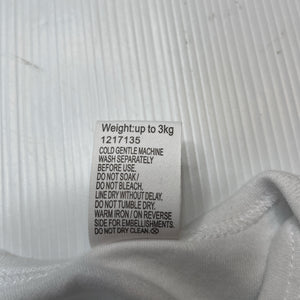 Weight:up to 3kg
1217135
COLD GENTLE MACHINE
WASH SEPARATELY
BEFORE USE.
DO NOT SOAK/
DO NOT BLEACH.
LINE DRY WITHOUT DELAY.
DO NOT TUMBLE DRY.
WARM IRON / ON REVERSE
SIDE FOR EMBELLISHMENTS.
DO NOT DRY CLEAN.